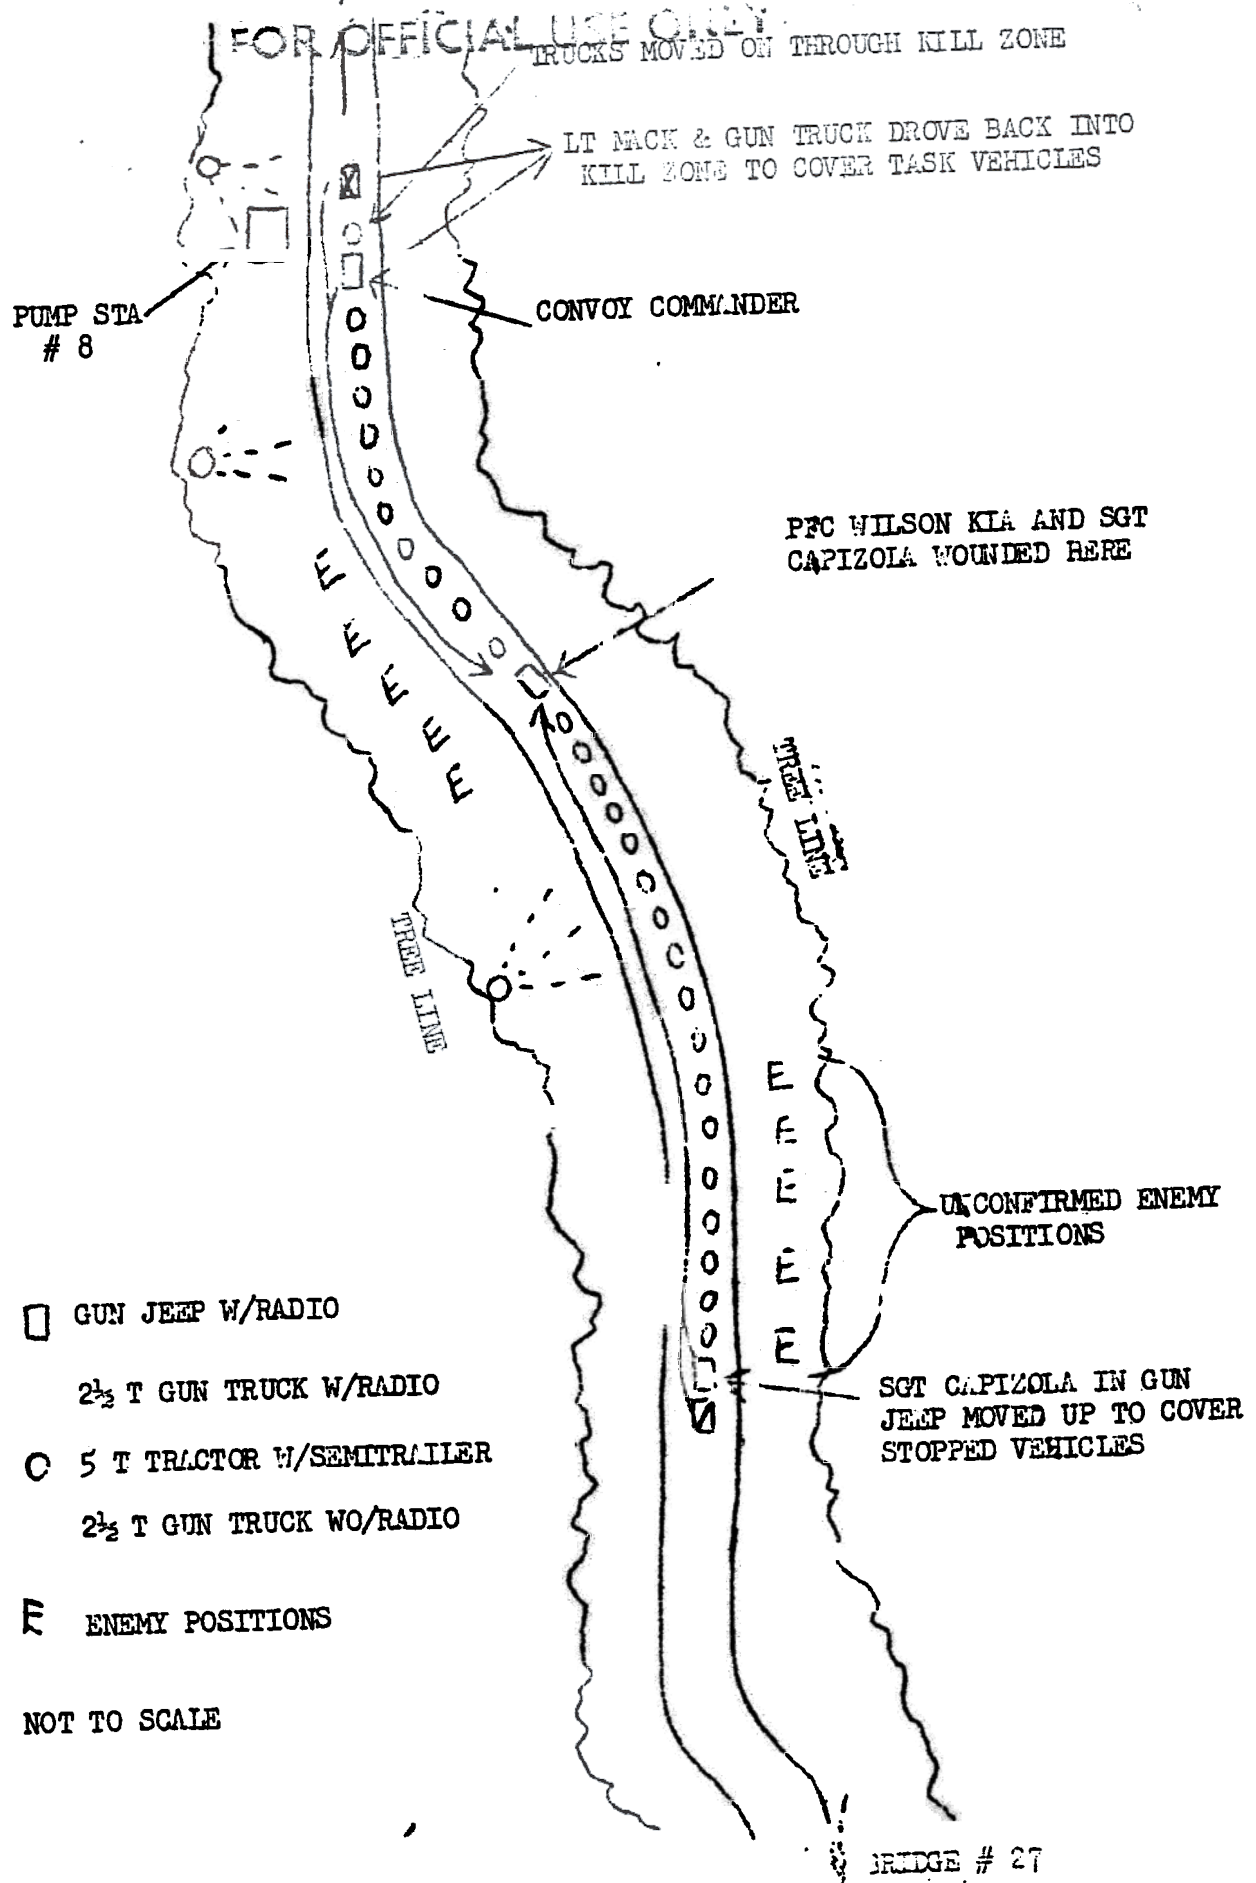 FOR OFFICIAL USE ONLY
TRUCKS MOVED ON THROUGH KILL ZONE
LT MACK & GUN TRUCK DROVE BACK INTO
KILL ZONE TO COVER TASK VEHICLES
PUMP STA
# 8
CONVOY COMMANDER
PFC WILSON KIA AND SGT
CAPIZOLA WOUNDED HERE
E
E
E
E
E
TREE LINE
TREE LINE
E
E
E
E
E
UNCONFIRMED ENEMY
POSITIONS
SGT CAPIZOLA IN GUN
JEEP MOVED UP TO COVER
STOPPED VEHICLES
GUN JEEP W/RADIO
2½ T GUN TRUCK W/RADIO
5 T TRACTOR W/SEMITRAILER
2½ T GUN TRUCK WO/RADIO
E ENEMY POSITIONS
NOT TO SCALE
BRIDGE # 27